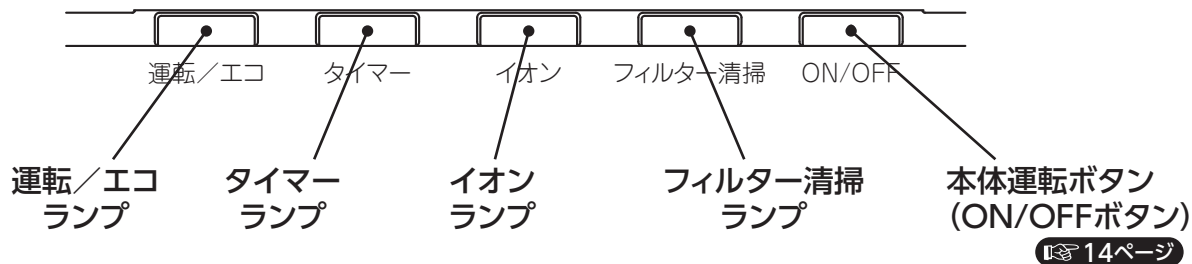 運転／エコ タイマー イオン フィルター清掃 ON/OFF
運転／エコ
ランプ
タイマー
ランプ
イオン
ランプ
フィルター清掃
ランプ
本体運転ボタン
(ON/OFFボタン)
☞14ページ